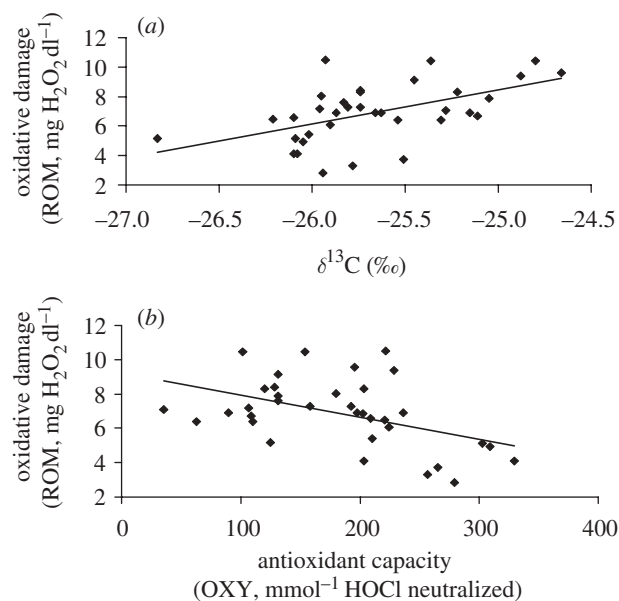 (a)
oxidative damage
(ROM, mg H₂O₂ dl⁻¹)
12
10
8
6
4
2
−27.0 −26.5 −26.0 −25.5 −25.0 −24.5
δ¹³C (‰)
(b)
oxidative damage
(ROM, mg H₂O₂ dl⁻¹)
12
10
8
6
4
2
0 100 200 300 400
antioxidant capacity
(OXY, mmol⁻¹ HOCl neutralized)